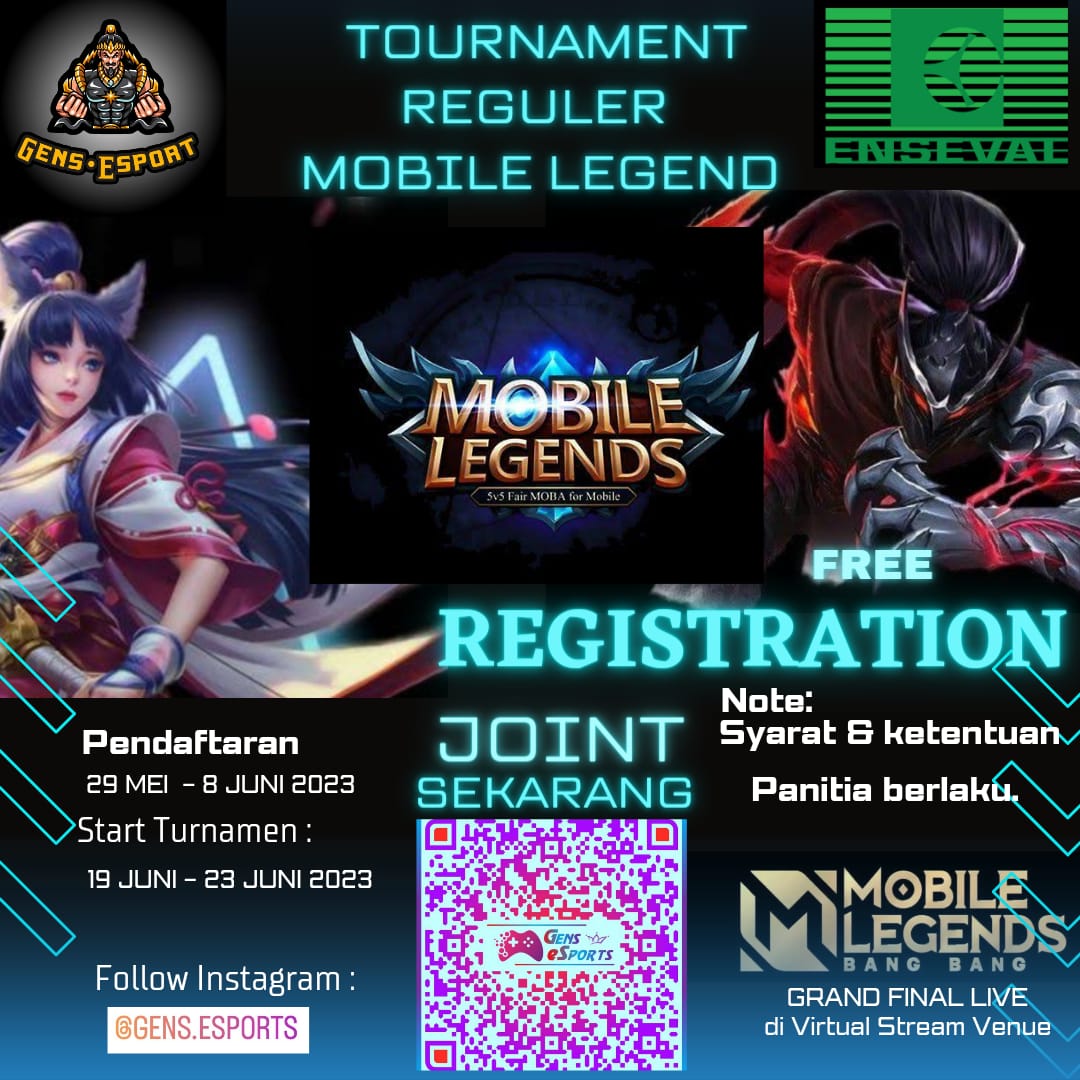 GENS•ESPORT
TOURNAMENT
REGULER
MOBILE LEGEND
ENSEVAL
MOBILE
LEGENDS
5v5 Fair MOBA for Mobile
FREE
REGISTRATION
Pendaftaran
29 MEI – 8 JUNI 2023
Start Turnamen :
19 JUNI – 23 JUNI 2023
Follow Instagram :
@GENS.ESPORTS
JOINT
SEKARANG
GENS
eSPORTS
Note:
Syarat & ketentuan
Panitia berlaku.
MOBILE
LEGENDS
BANG BANG
GRAND FINAL LIVE
di Virtual Stream Venue